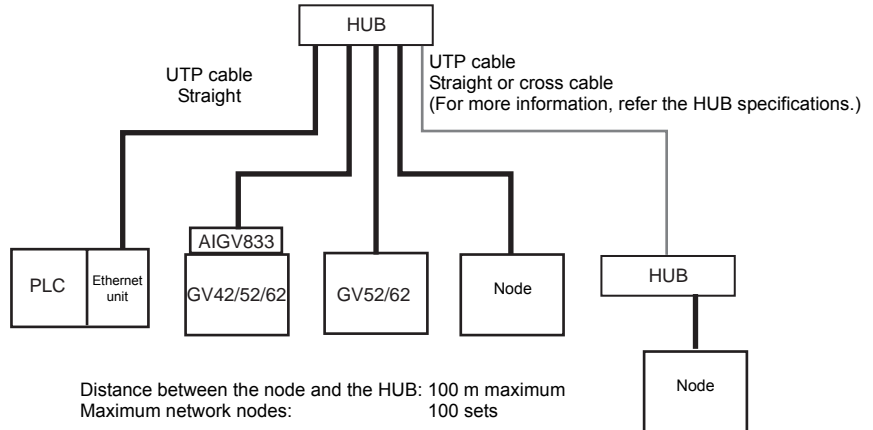 HUB
UTP cable
Straight
UTP cable
Straight or cross cable
(For more information, refer the HUB specifications.)
AIGV833
PLC
Ethernet
unit
GV42/52/62
GV52/62
Node
HUB
Node
Distance between the node and the HUB: 100 m maximum
Maximum network nodes: 100 sets